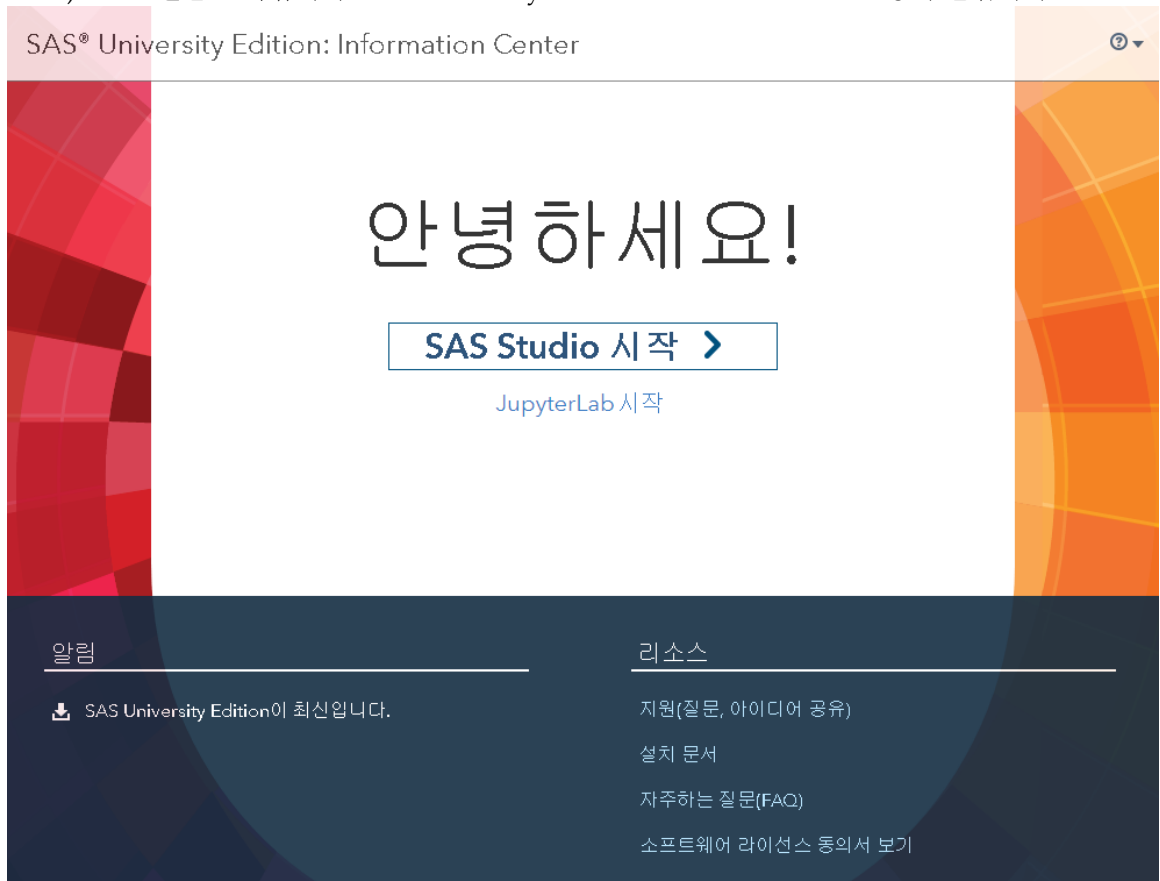 SAS® University Edition: Information Center
안녕하세요!
SAS Studio 시작
JupyterLab 시작
알림
SAS University Edition이 최신입니다.
리소스
지원(질문, 아이디어 공유)
설치 문서
자주하는 질문(FAQ)
소프트웨어 라이선스 동의서 보기